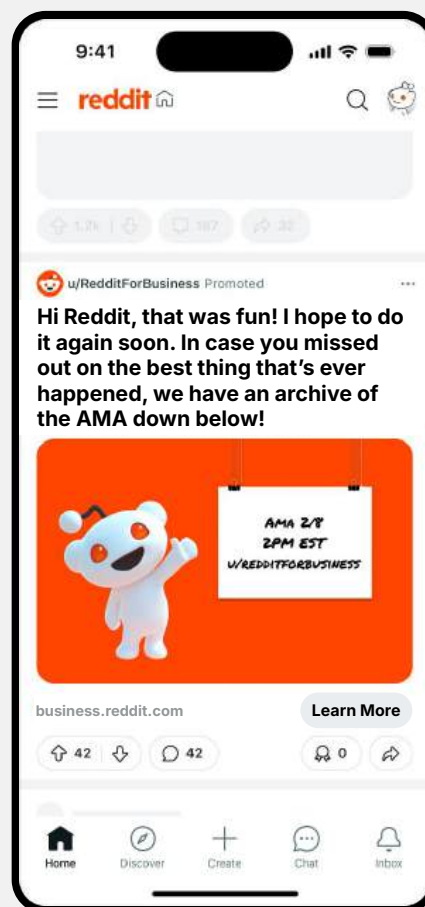 9:41
reddit
1.2k 187 32
u/RedditForBusiness Promoted
Hi Reddit, that was fun! I hope to do
it again soon. In case you missed
out on the best thing that’s ever
happened, we have an archive of
the AMA down below!
AMA 2/8
2PM EST
U/REDDITFORBUSINESS
business.reddit.com
Learn More
42 42 0
Home Discover Create Chat Inbox